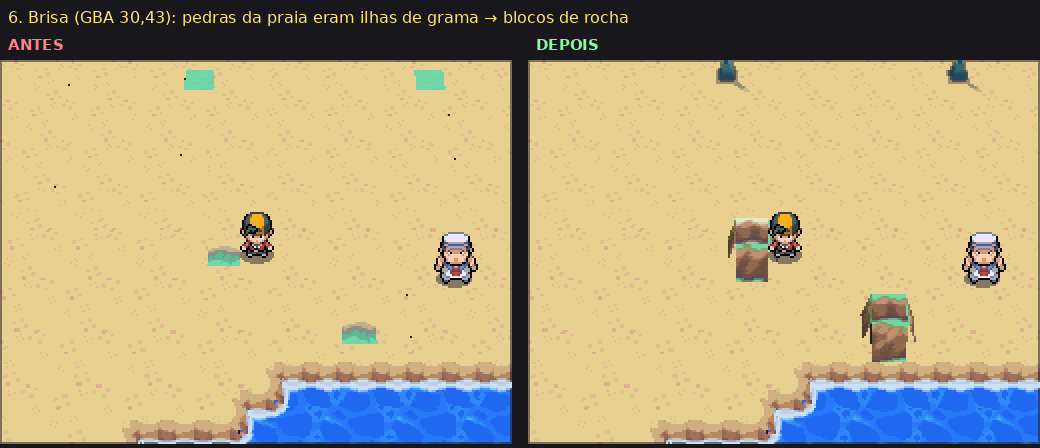 6. Brisa (GBA 30,43): pedras da praia eram ilhas de grama → blocos de rocha
ANTES
DEPOIS